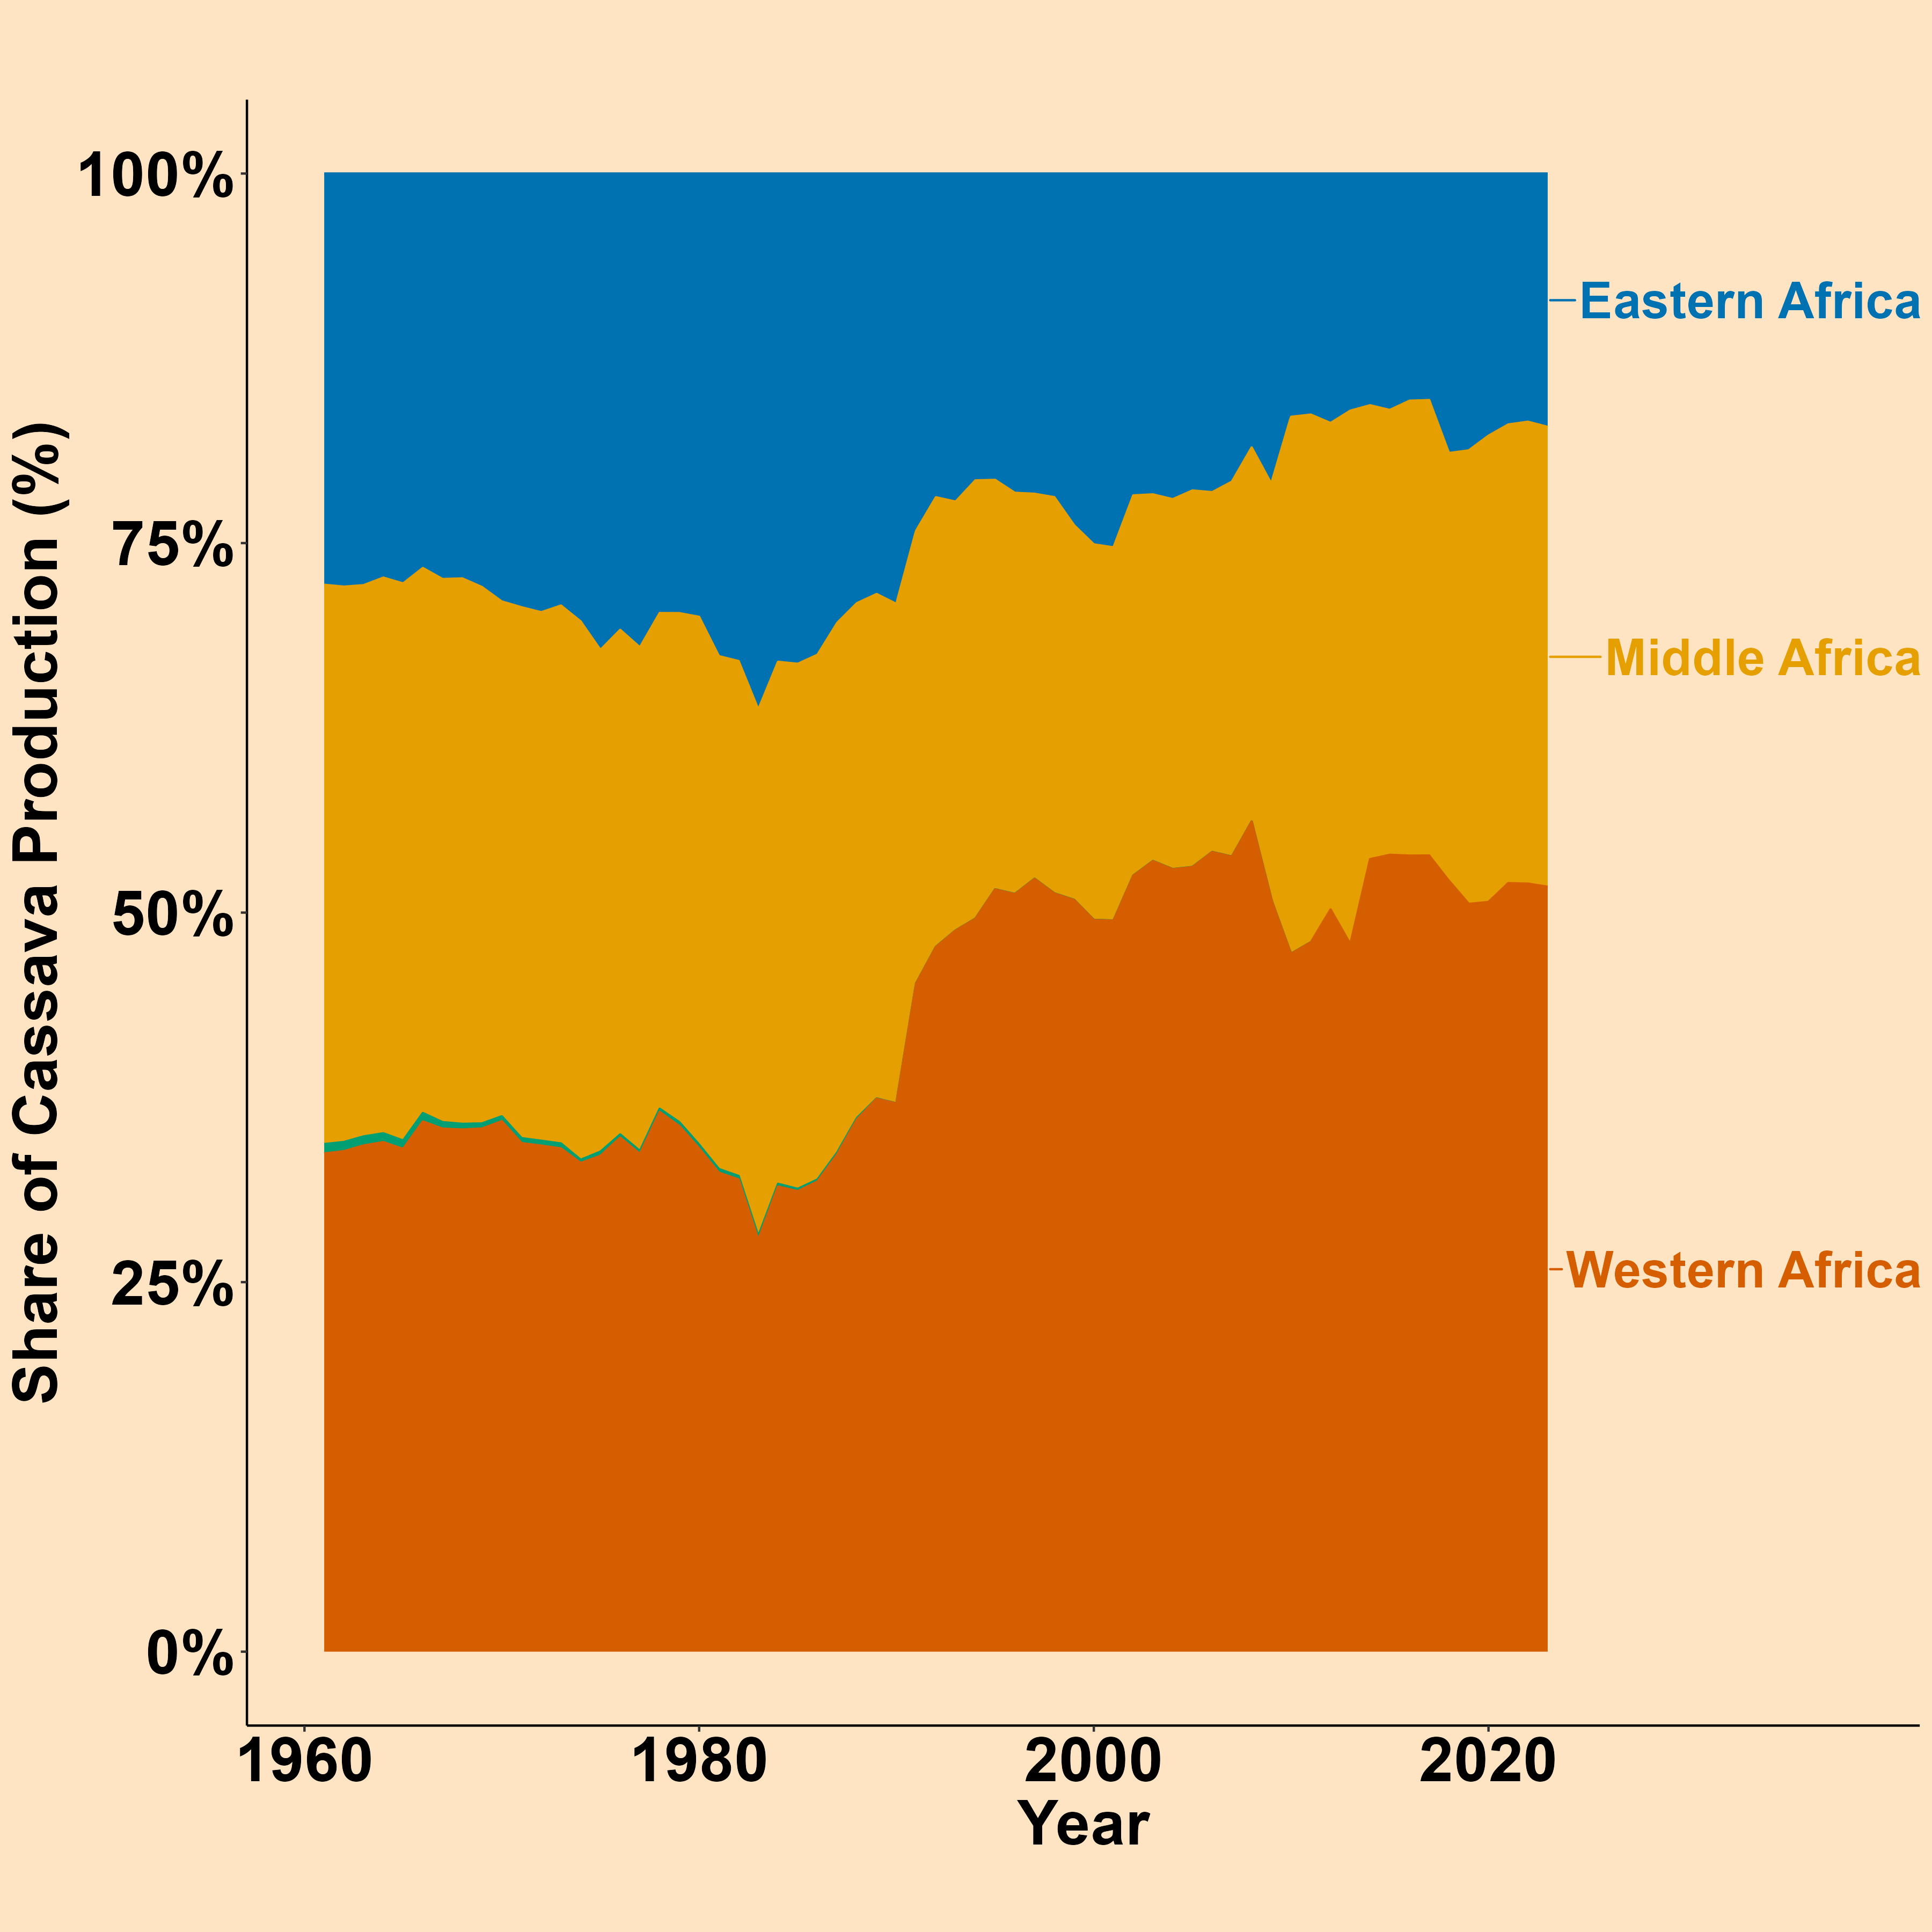 Share of Cassava Production (%)
100%
75%
50%
25%
0%
Eastern Africa
Middle Africa
Western Africa
1960
1980
2000
2020
Year